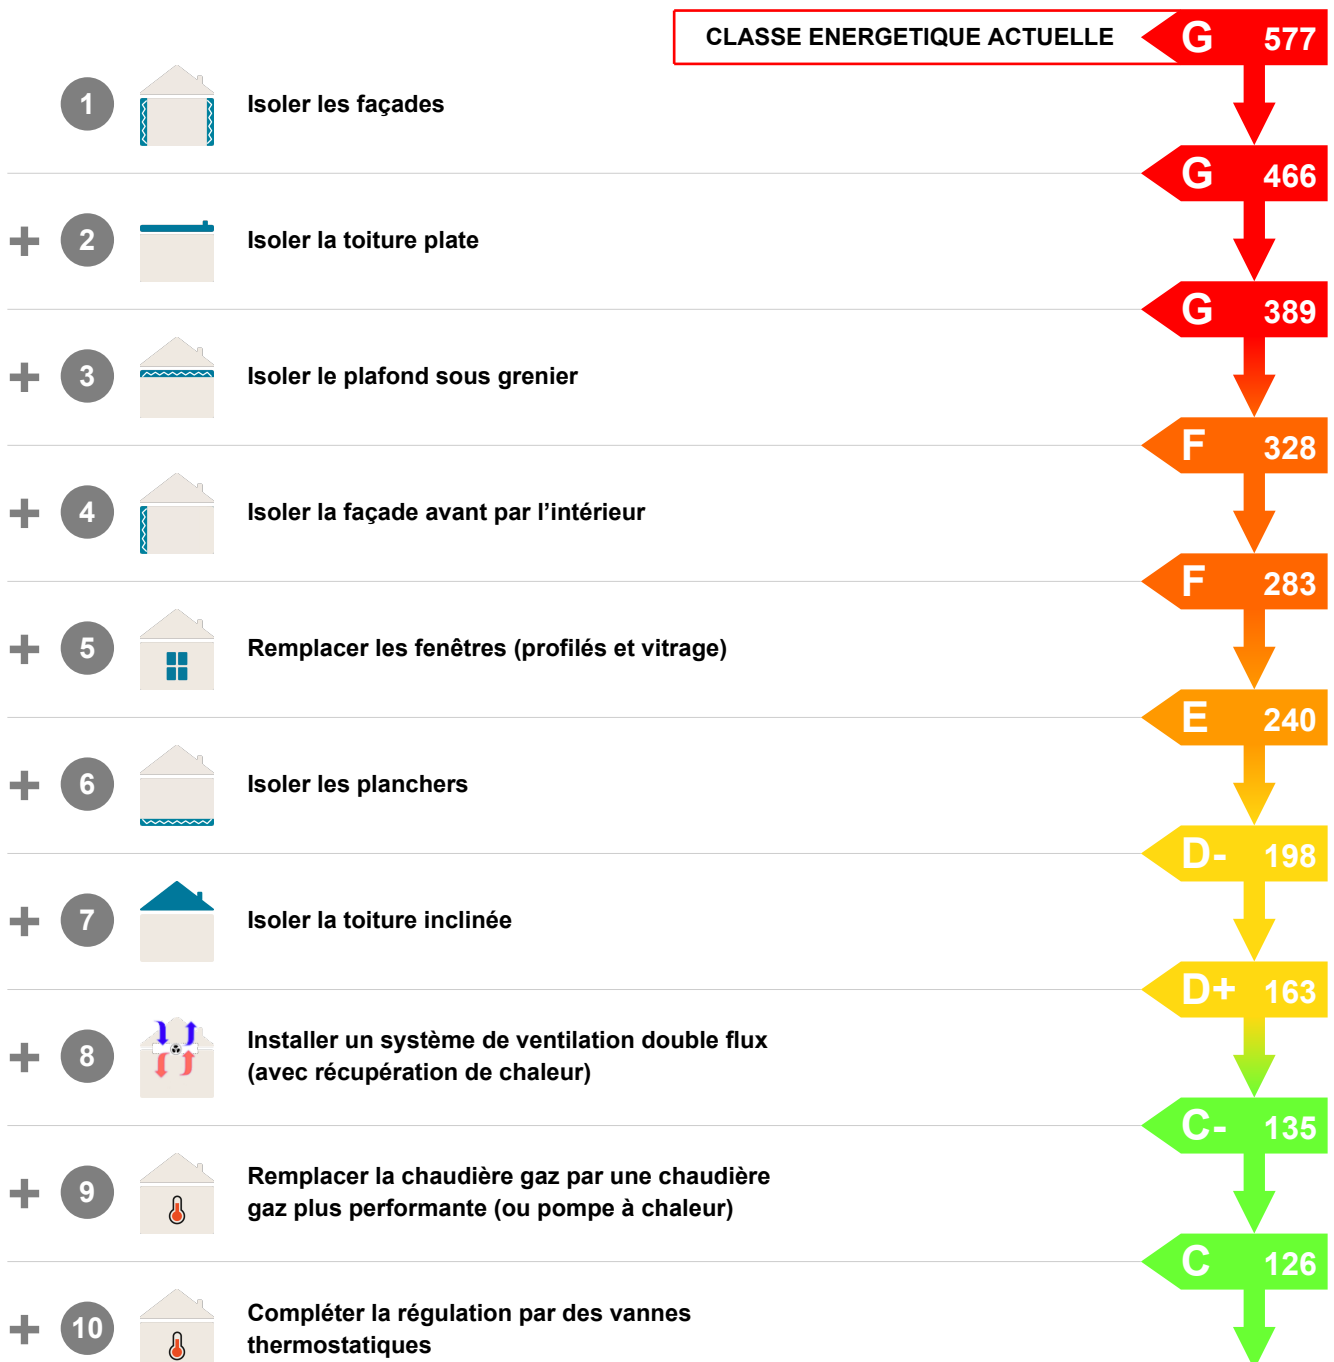 CLASSE ENERGETIQUE ACTUELLE G 577
1 Isoler les façades
G 466
+ 2 Isoler la toiture plate
G 389
+ 3 Isoler le plafond sous grenier
F 328
+ 4 Isoler la façade avant par l’intérieur
F 283
+ 5 Remplacer les fenêtres (profilés et vitrage)
E 240
+ 6 Isoler les planchers
D- 198
+ 7 Isoler la toiture inclinée
D+ 163
+ 8 Installer un système de ventilation double flux
(avec récupération de chaleur)
C- 135
+ 9 Remplacer la chaudière gaz par une chaudière
gaz plus performante (ou pompe à chaleur)
C 126
+ 10 Compléter la régulation par des vannes
thermostatiques